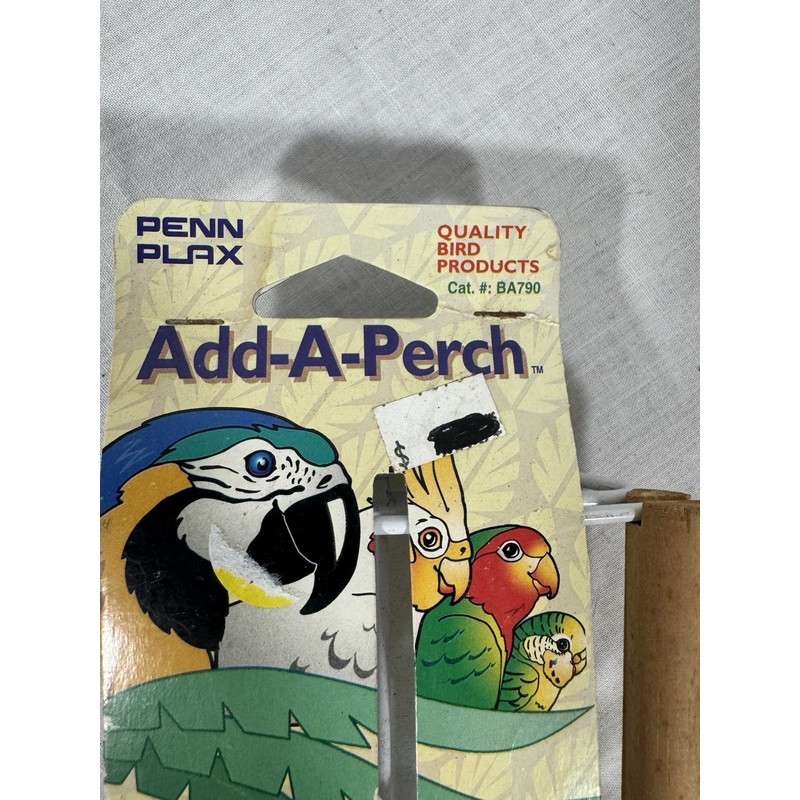 PENN
PLAX
QUALITY
BIRD
PRODUCTS
Cat. #: BA790
Add-A-Perch™
$